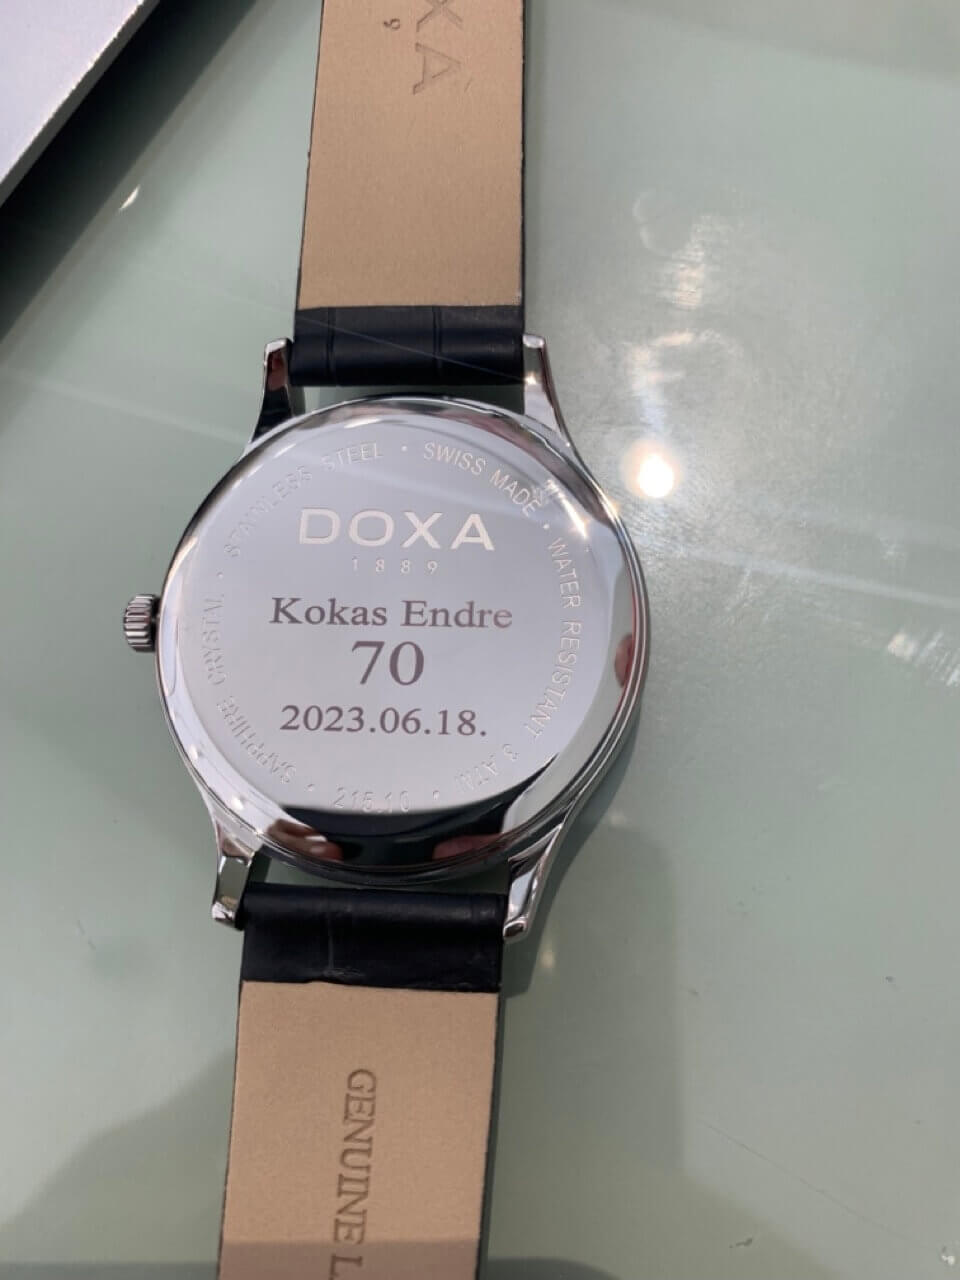 XA
DOXA
1889
Kokas Endre
70
2023.06.18.
STAINLESS STEEL • SWISS MADE • WATER RESISTANT 3 ATM • 215.10 • SAPPHIRE CRYSTAL •
GENUINE